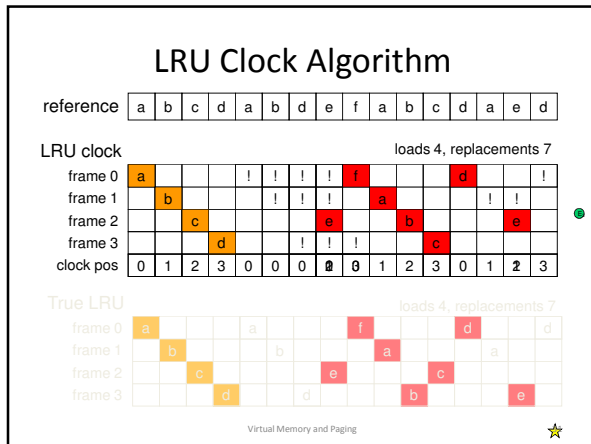 LRU Clock Algorithm
reference a b c d a b d e f a b c d a e d
LRU clock loads 4, replacements 7
frame 0 a ! ! ! ! f d !
frame 1 b ! ! ! a ! !
frame 2 c e b e
frame 3 d ! ! ! c
clock pos 0 1 2 3 0 0 0 1 2 3 0 1 3
True LRU loads 4, replacements 7
frame 0 a a f d d
frame 1 b b a a
frame 2 c e c
frame 3 d d b e
Virtual Memory and Paging
E